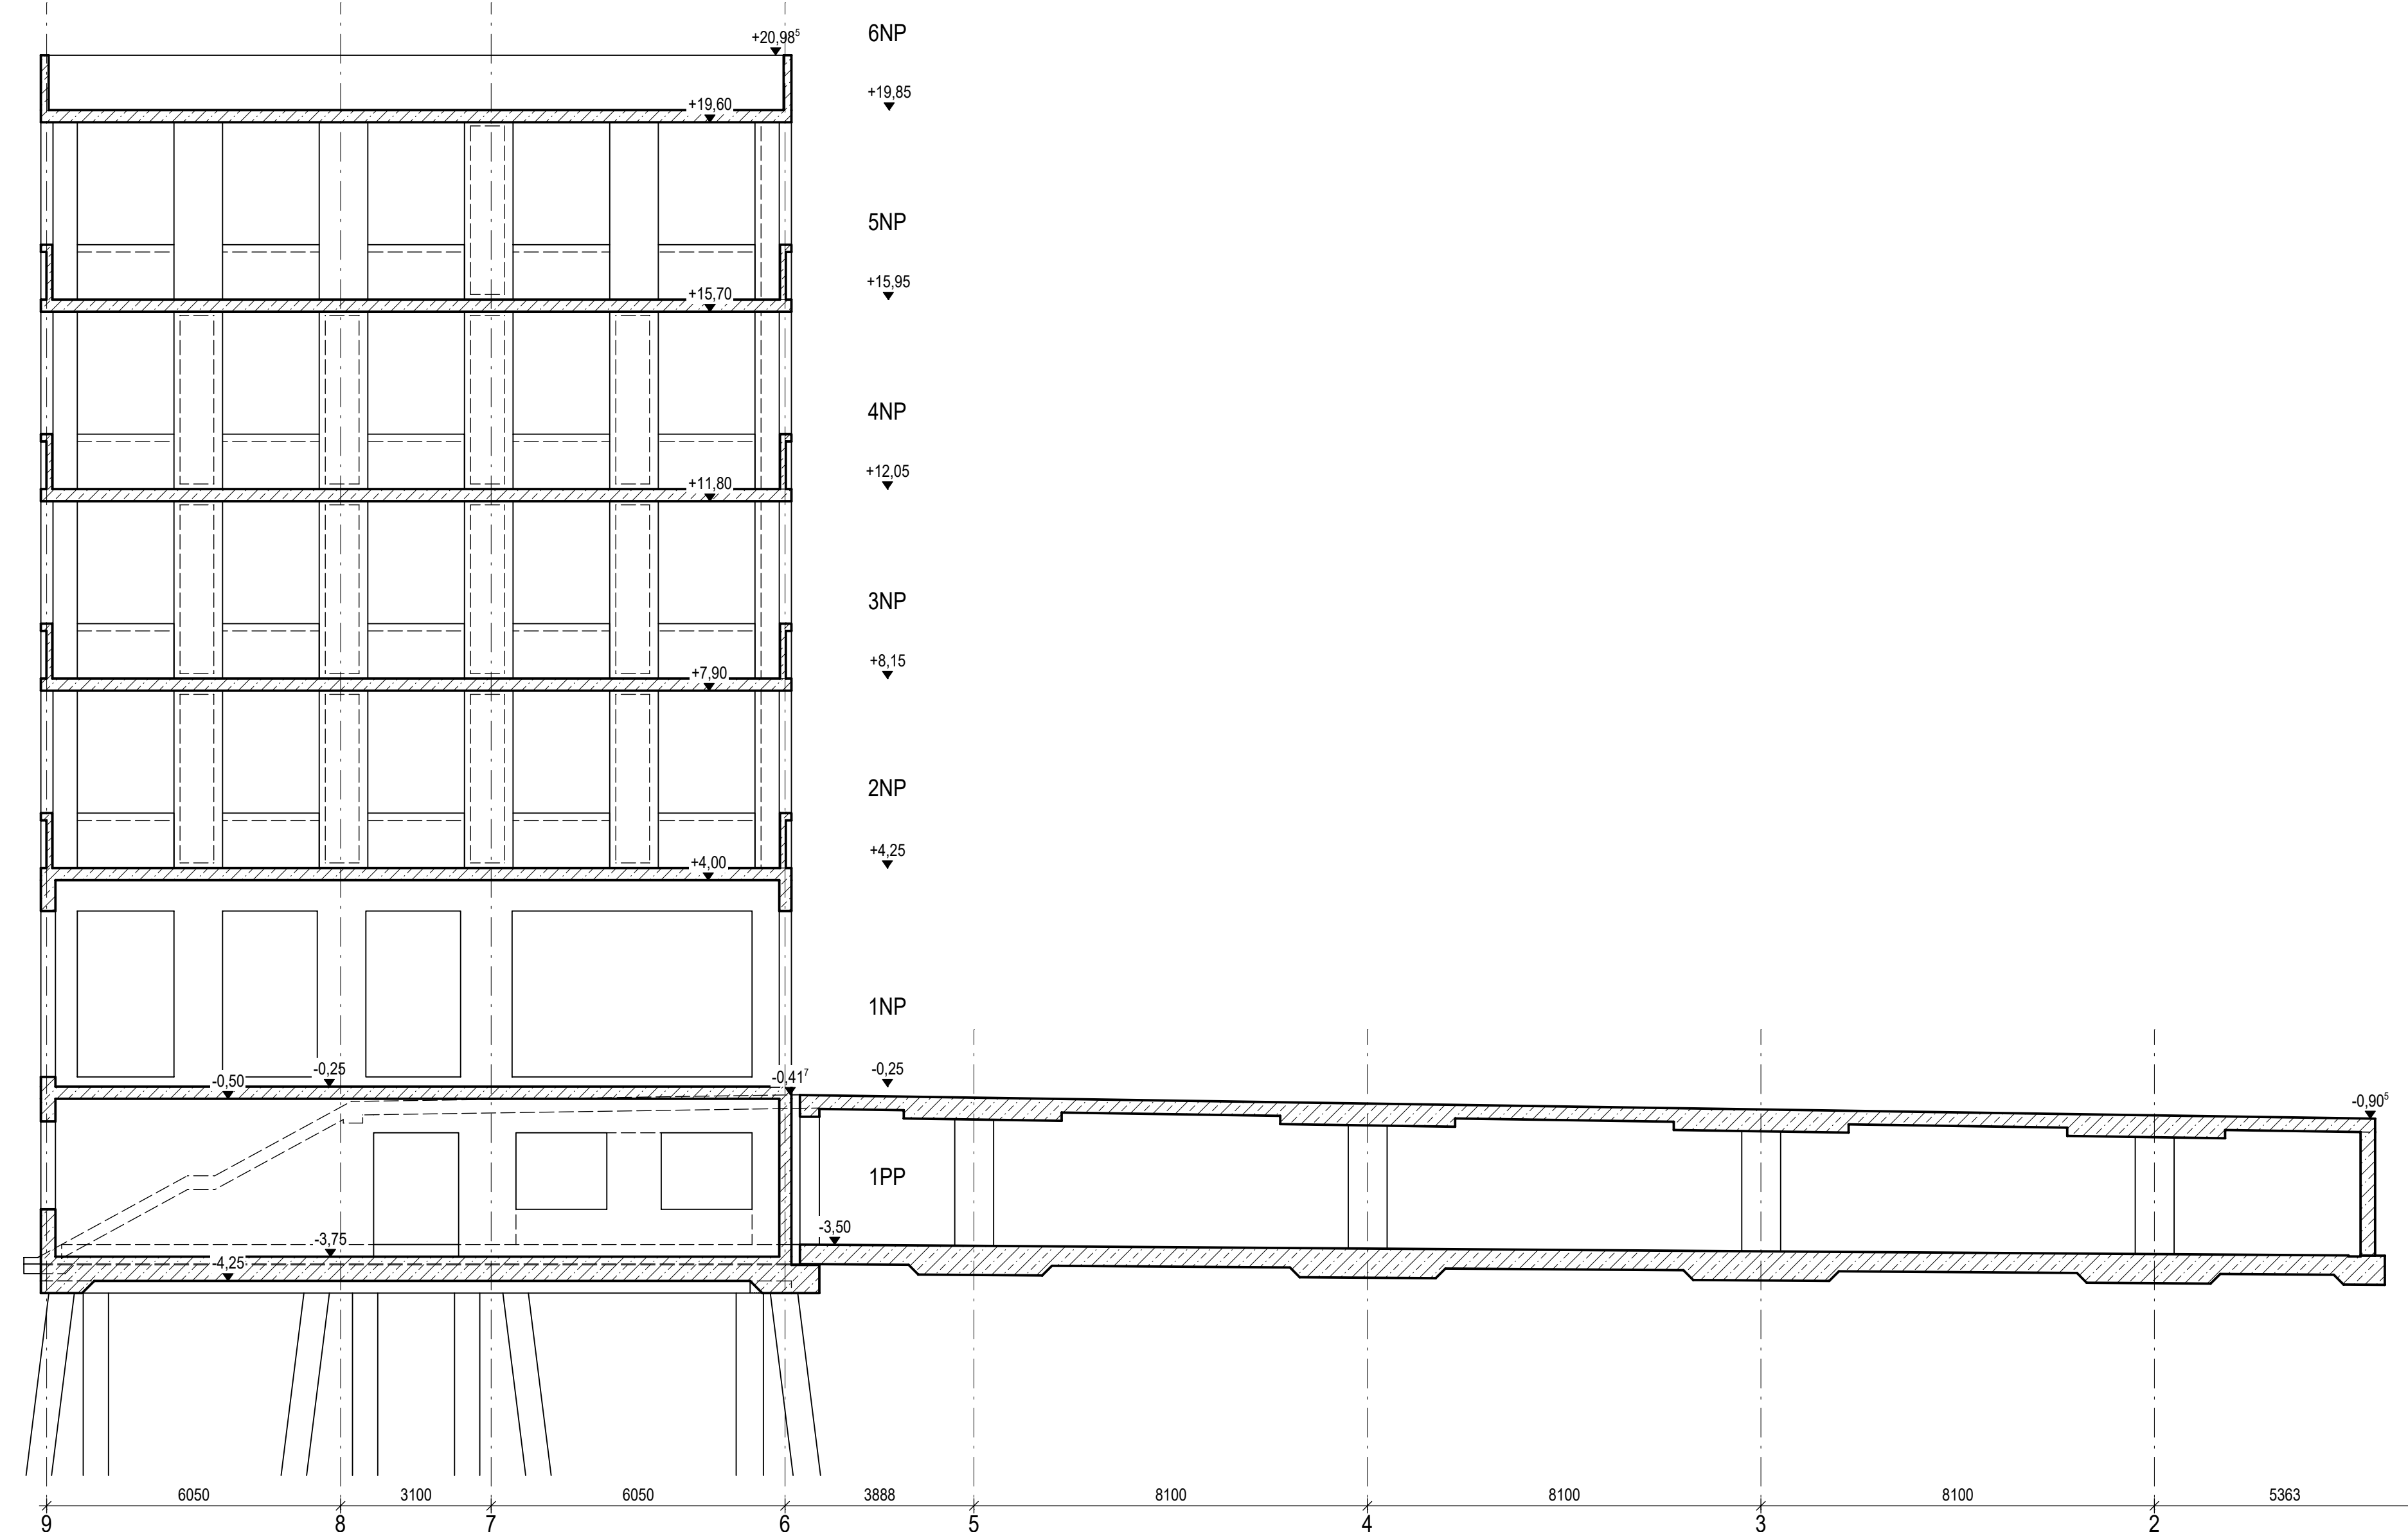 +20,98⁵
6NP
+19,85
+19,60
5NP
+15,95
+15,70
4NP
+12,05
+11,80
3NP
+8,15
+7,90
2NP
+4,25
+4,00
1NP
-0,50
-0,25
-0,41⁷
-0,25
-0,90⁵
1PP
-3,50
-3,75
-4,25
6050 3100 6050 3888 8100 8100 8100 5363
9 8 7 6 5 4 3 2